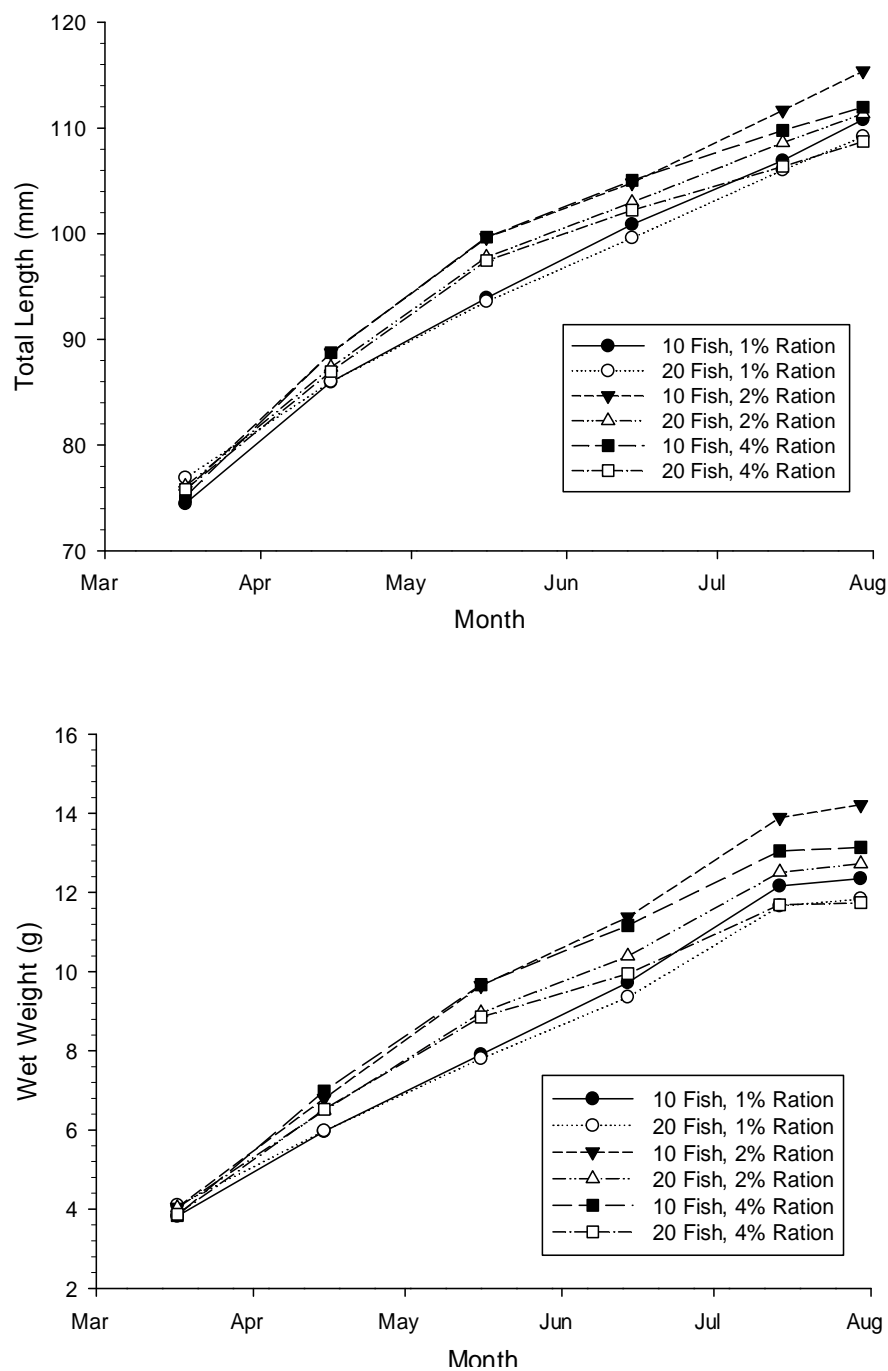 120
110
100
90
80
70
Total Length (mm)
10 Fish, 1% Ration
20 Fish, 1% Ration
10 Fish, 2% Ration
20 Fish, 2% Ration
10 Fish, 4% Ration
20 Fish, 4% Ration
Mar Apr May Jun Jul Aug
Month
16
14
12
10
8
6
4
2
Wet Weight (g)
10 Fish, 1% Ration
20 Fish, 1% Ration
10 Fish, 2% Ration
20 Fish, 2% Ration
10 Fish, 4% Ration
20 Fish, 4% Ration
Mar Apr May Jun Jul Aug
Month